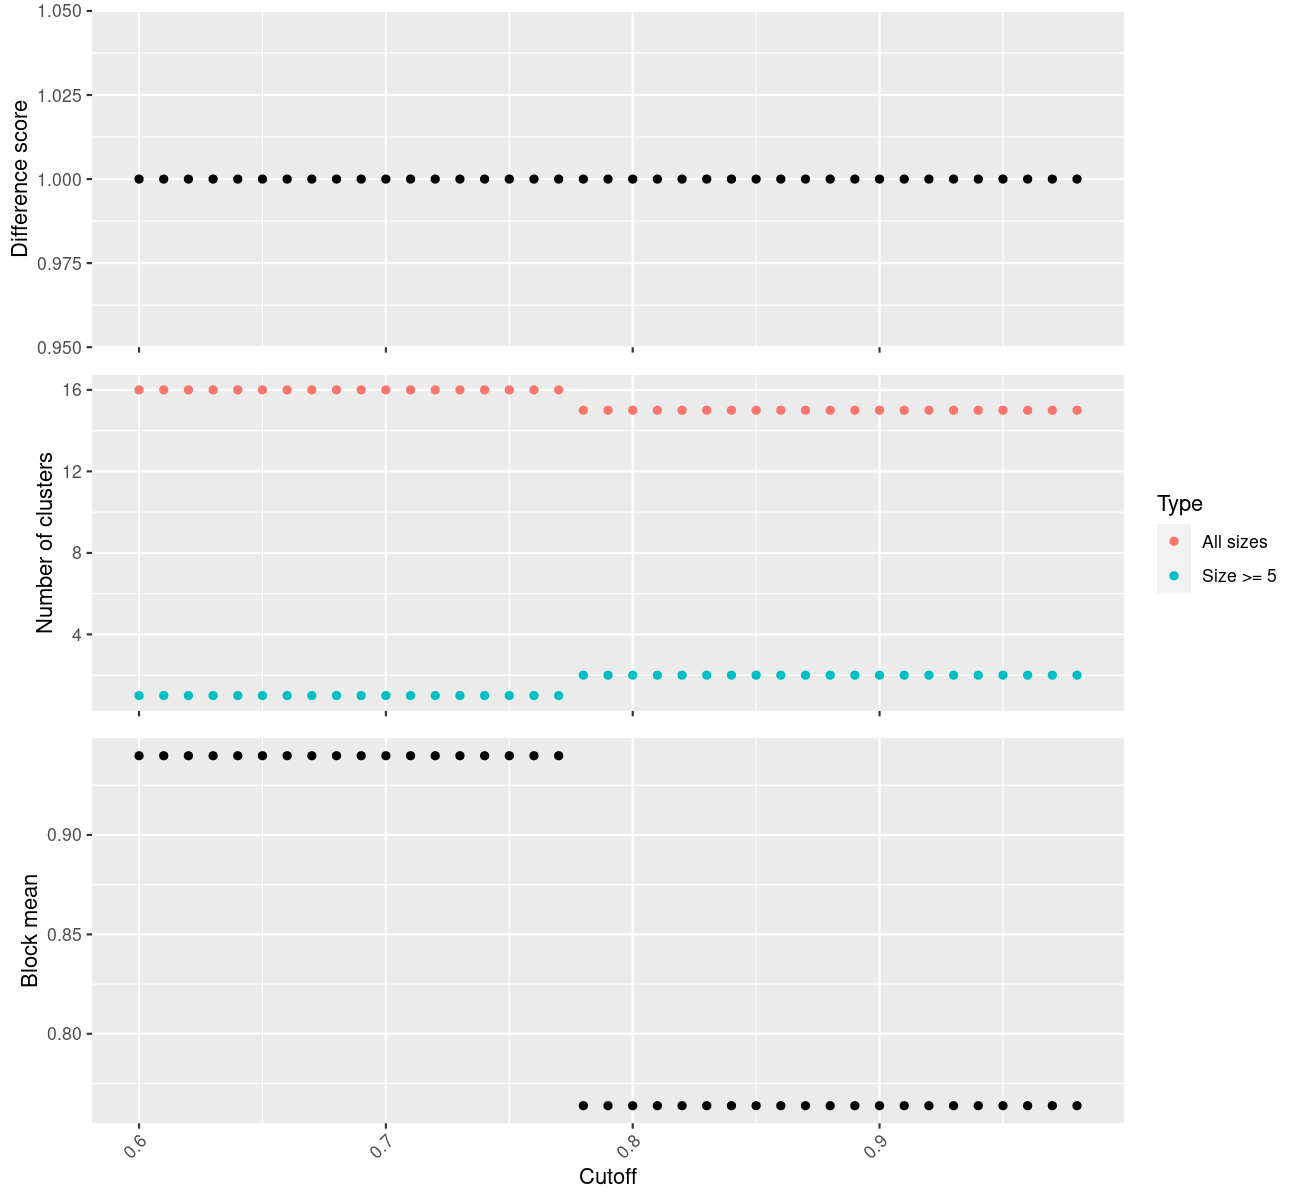 1.050
1.025
1.000
0.975
0.950
Difference score
16
12
8
4
Number of clusters
Type
All sizes
Size >= 5
0.90
0.85
0.80
Block mean
0.6
0.7
0.8
0.9
Cutoff